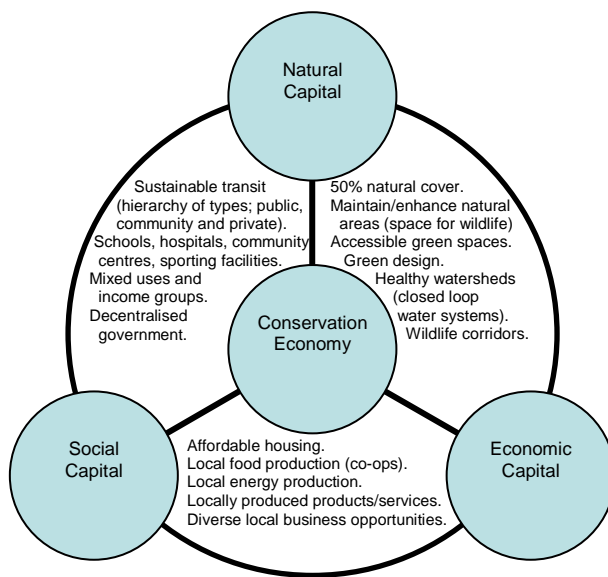 Natural
Capital
Sustainable transit
(hierarchy of types; public,
community and private).
Schools, hospitals, community
centres, sporting facilities.
Mixed uses and
income groups.
Decentralised
government.
50% natural cover.
Maintain/enhance natural
areas (space for wildlife)
Accessible green spaces.
Green design.
Healthy watersheds
(closed loop
water systems).
Wildlife corridors.
Conservation
Economy
Social
Capital
Affordable housing.
Local food production (co-ops).
Local energy production.
Locally produced products/services.
Diverse local business opportunities.
Economic
Capital